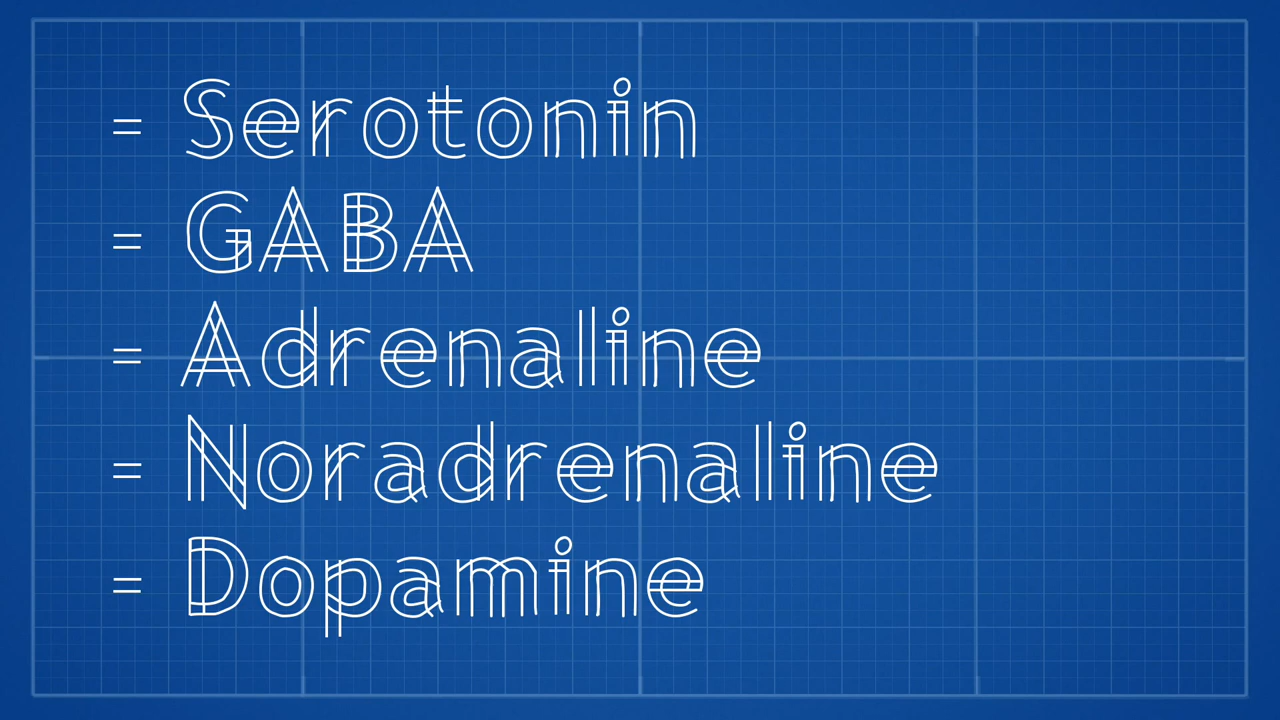 = Serotonin
= GABA
= Adrenaline
= Noradrenaline
= Dopamine